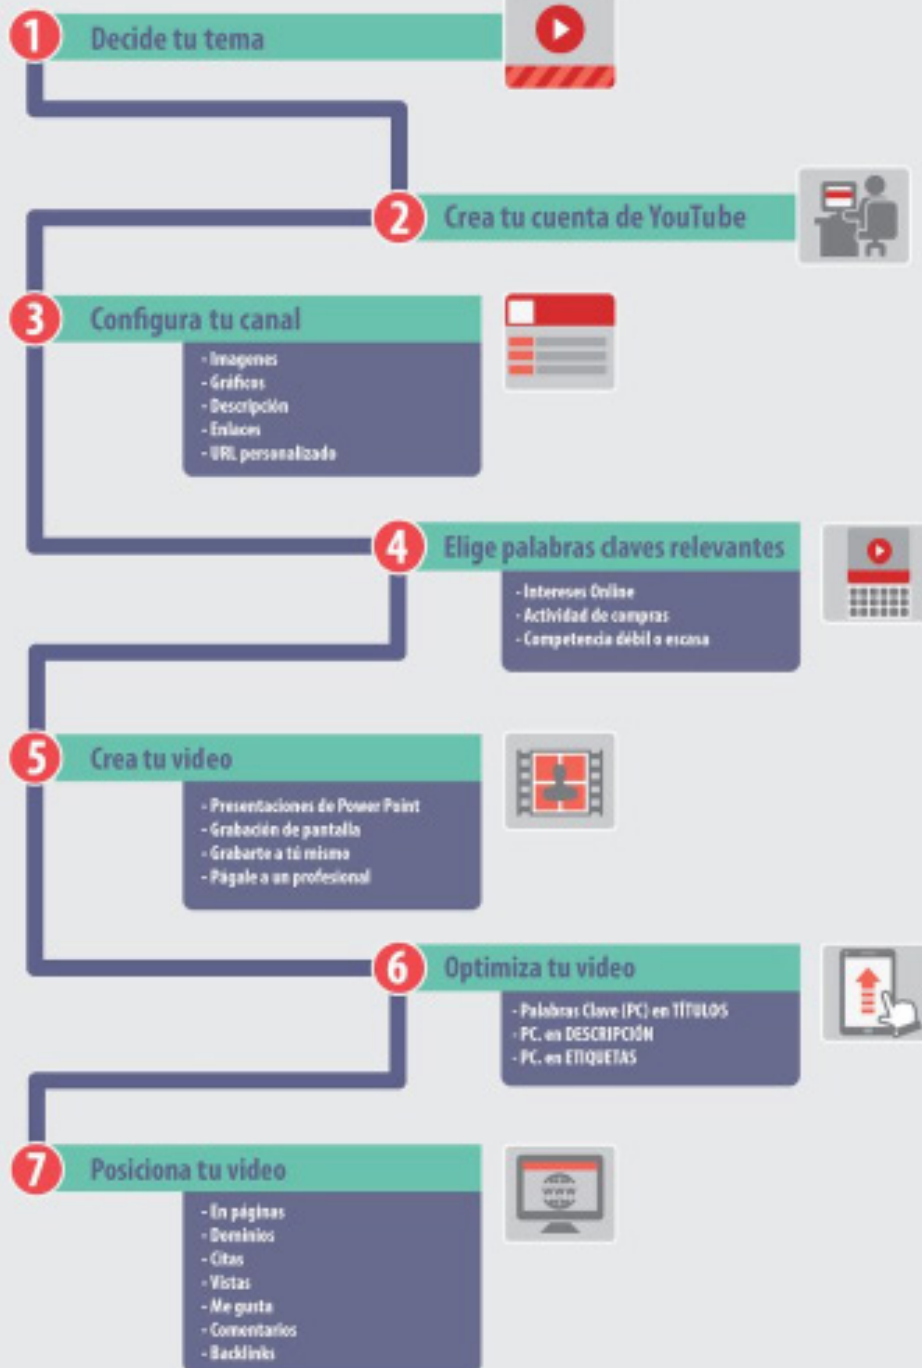 1 Decide tu tema
2 Crea tu cuenta de YouTube
3 Configura tu canal
- Imagenes
- Gráficos
- Descripción
- Enlaces
- URL personalizado
4 Elige palabras claves relevantes
- Intereses Online
- Actividad de compras
- Competencia débil o escasa
5 Crea tu video
- Presentaciones de Power Point
- Grabación de pantalla
- Grabarte a tú mismo
- Págale a un profesional
6 Optimiza tu video
- Palabras Clave (PC) en TÍTULOS
- PC. en DESCRIPCIÓN
- PC. en ETIQUETAS
7 Posiciona tu video
www
- En páginas
- Dominios
- Citas
- Vistas
- Me gusta
- Comentarios
- Backlinks